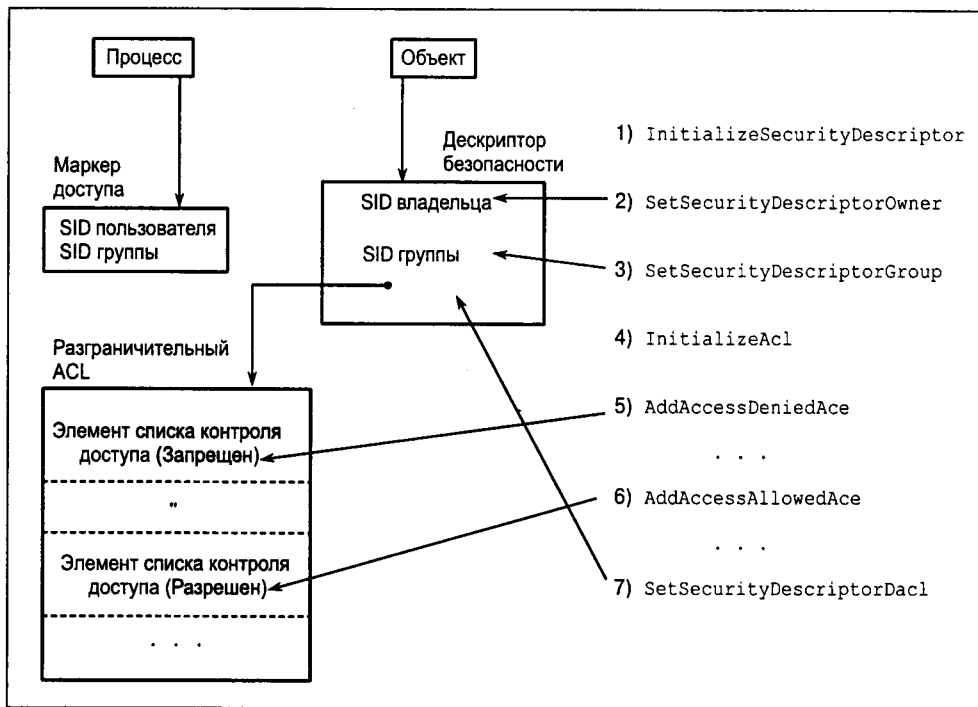 Процесс
Объект
Дескриптор
безопасности
Маркер
доступа
SID пользователя
SID группы
SID владельца
SID группы
Разграничительный
ACL
Элемент списка контроля
доступа (Запрещен)
"
Элемент списка контроля
доступа (Разрешен)
. . .
1) InitializeSecurityDescriptor
2) SetSecurityDescriptorOwner
3) SetSecurityDescriptorGroup
4) InitializeAcl
5) AddAccessDeniedAce
. . .
6) AddAccessAllowedAce
. . .
7) SetSecurityDescriptorDacl